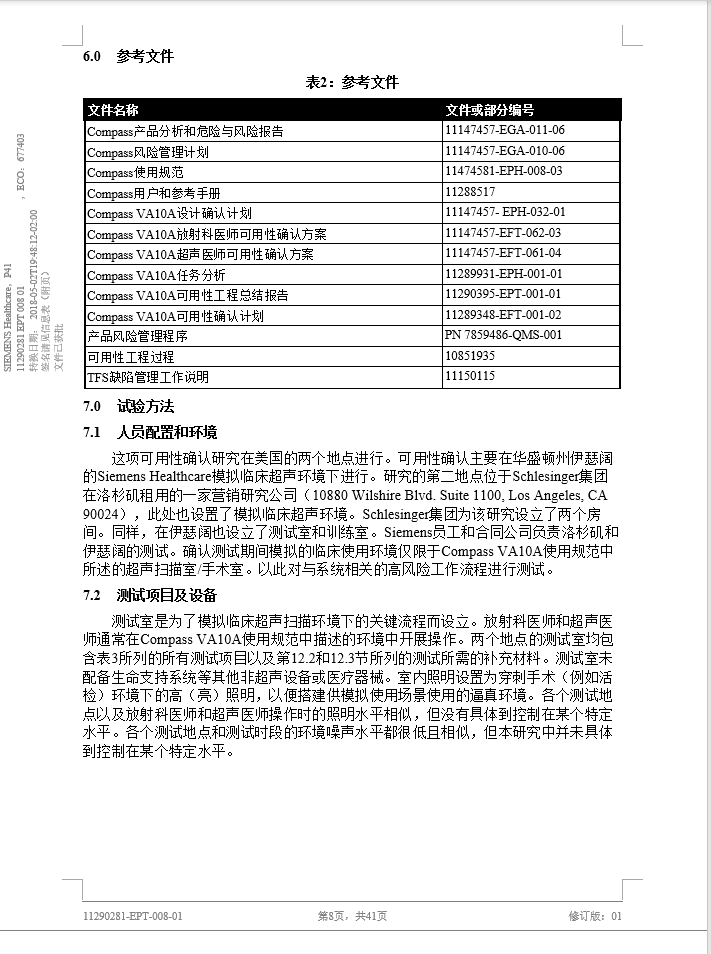 6.0 参考文件
表2：参考文件
文件名称 文件或部分编号
Compass产品分析和危险与风险报告 11147457-EGA-011-06
Compass风险管理计划 11147457-EGA-010-06
Compass使用规范 11474581-EPH-008-03
Compass用户和参考手册 11288517
Compass VA10A设计确认计划 11147457- EPH-032-01
Compass VA10A放射科医师可用性确认方案 11147457-EFT-062-03
Compass VA10A超声医师可用性确认方案 11147457-EFT-061-04
Compass VA10A任务分析 11289931-EPH-001-01
Compass VA10A可用性工程总结报告 11290395-EPT-001-01
Compass VA10A可用性确认计划 11289348-EFT-001-02
产品风险管理程序 PN 7859486-QMS-001
可用性工程过程 10851935
TFS缺陷管理工作说明 11150115
7.0 试验方法
7.1 人员配置和环境
这项可用性确认研究在美国的两个地点进行。可用性确认主要在华盛顿州伊瑟阔
的Siemens Healthcare模拟临床超声环境下进行。研究的第二地点位于Schlesinger集团
在洛杉矶租用的一家营销研究公司（10880 Wilshire Blvd. Suite 1100, Los Angeles, CA
90024），此处也设置了模拟临床超声环境。Schlesinger集团为该研究设立了两个房
间。同样，在伊瑟阔也设立了测试室和训练室。Siemens员工和合同公司负责洛杉矶和
伊瑟阔的测试。确认测试期间模拟的临床使用环境仅限于Compass VA10A使用规范中
所述的超声扫描室/手术室。以此对与系统相关的高风险工作流程进行测试。
7.2 测试项目及设备
测试室是为了模拟临床超声扫描环境下的关键流程而设立。放射科医师和超声医
师通常在Compass VA10A使用规范中描述的环境中开展操作。两个地点的测试室均包
含表3所列的所有测试项目以及第12.2和12.3节所列的测试所需的补充材料。测试室未
配备生命支持系统等其他非超声设备或医疗器械。室内照明设置为穿刺手术（例如活
检）环境下的高（亮）照明，以便搭建供模拟使用场景使用的逼真环境。各个测试地
点以及放射科医师和超声医师操作时的照明水平相似，但没有具体到控制在某个特定
水平。各个测试地点和测试时段的环境噪声水平都很低且相似，但本研究中并未具体
到控制在某个特定水平。
SIEMENS Healthcare，P41
11290281 EPT 008 01 ，ECO：677403
转换日期： 2018-05-02T19:48:12-02:00
签名请见信息表（附页）
文件已获批
11290281-EPT-008-01 第8页，共41页 修订版：01